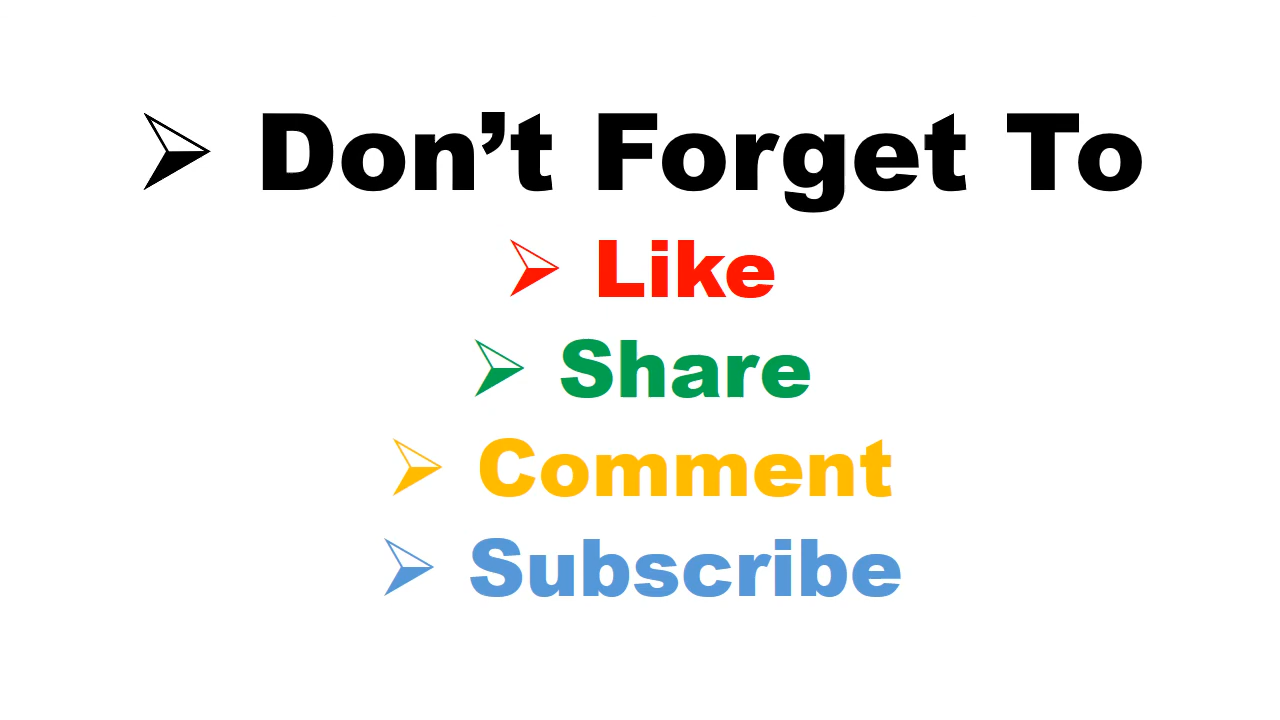 ➢ Don’t Forget To
➢ Like
➢ Share
➢ Comment
➢ Subscribe